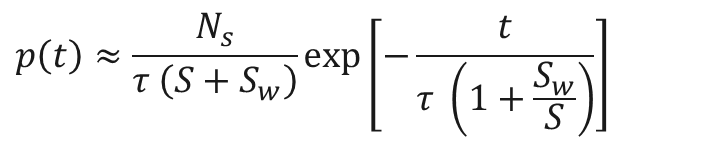 p(t) ≈ N_s / (τ (S + S_w)) exp [− t / (τ (1 + S_w/S))]